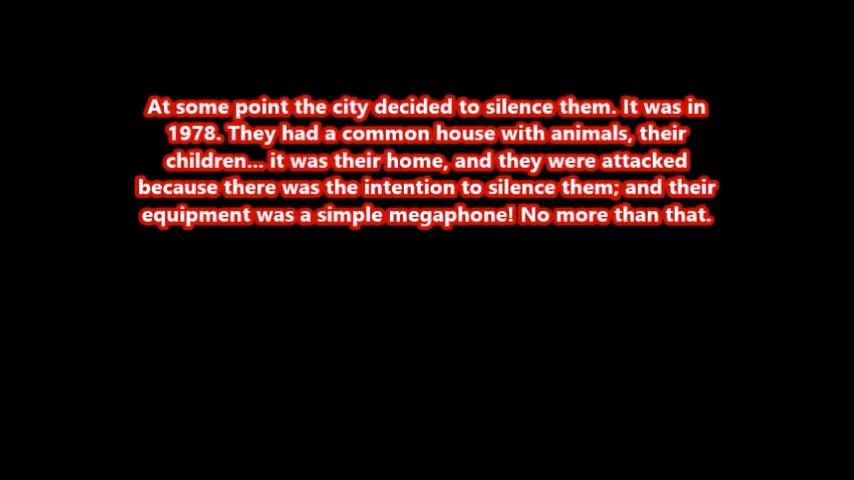 At some point the city decided to silence them. It was in
1978. They had a common house with animals, their
children... it was their home, and they were attacked
because there was the intention to silence them; and their
equipment was a simple megaphone! No more than that.